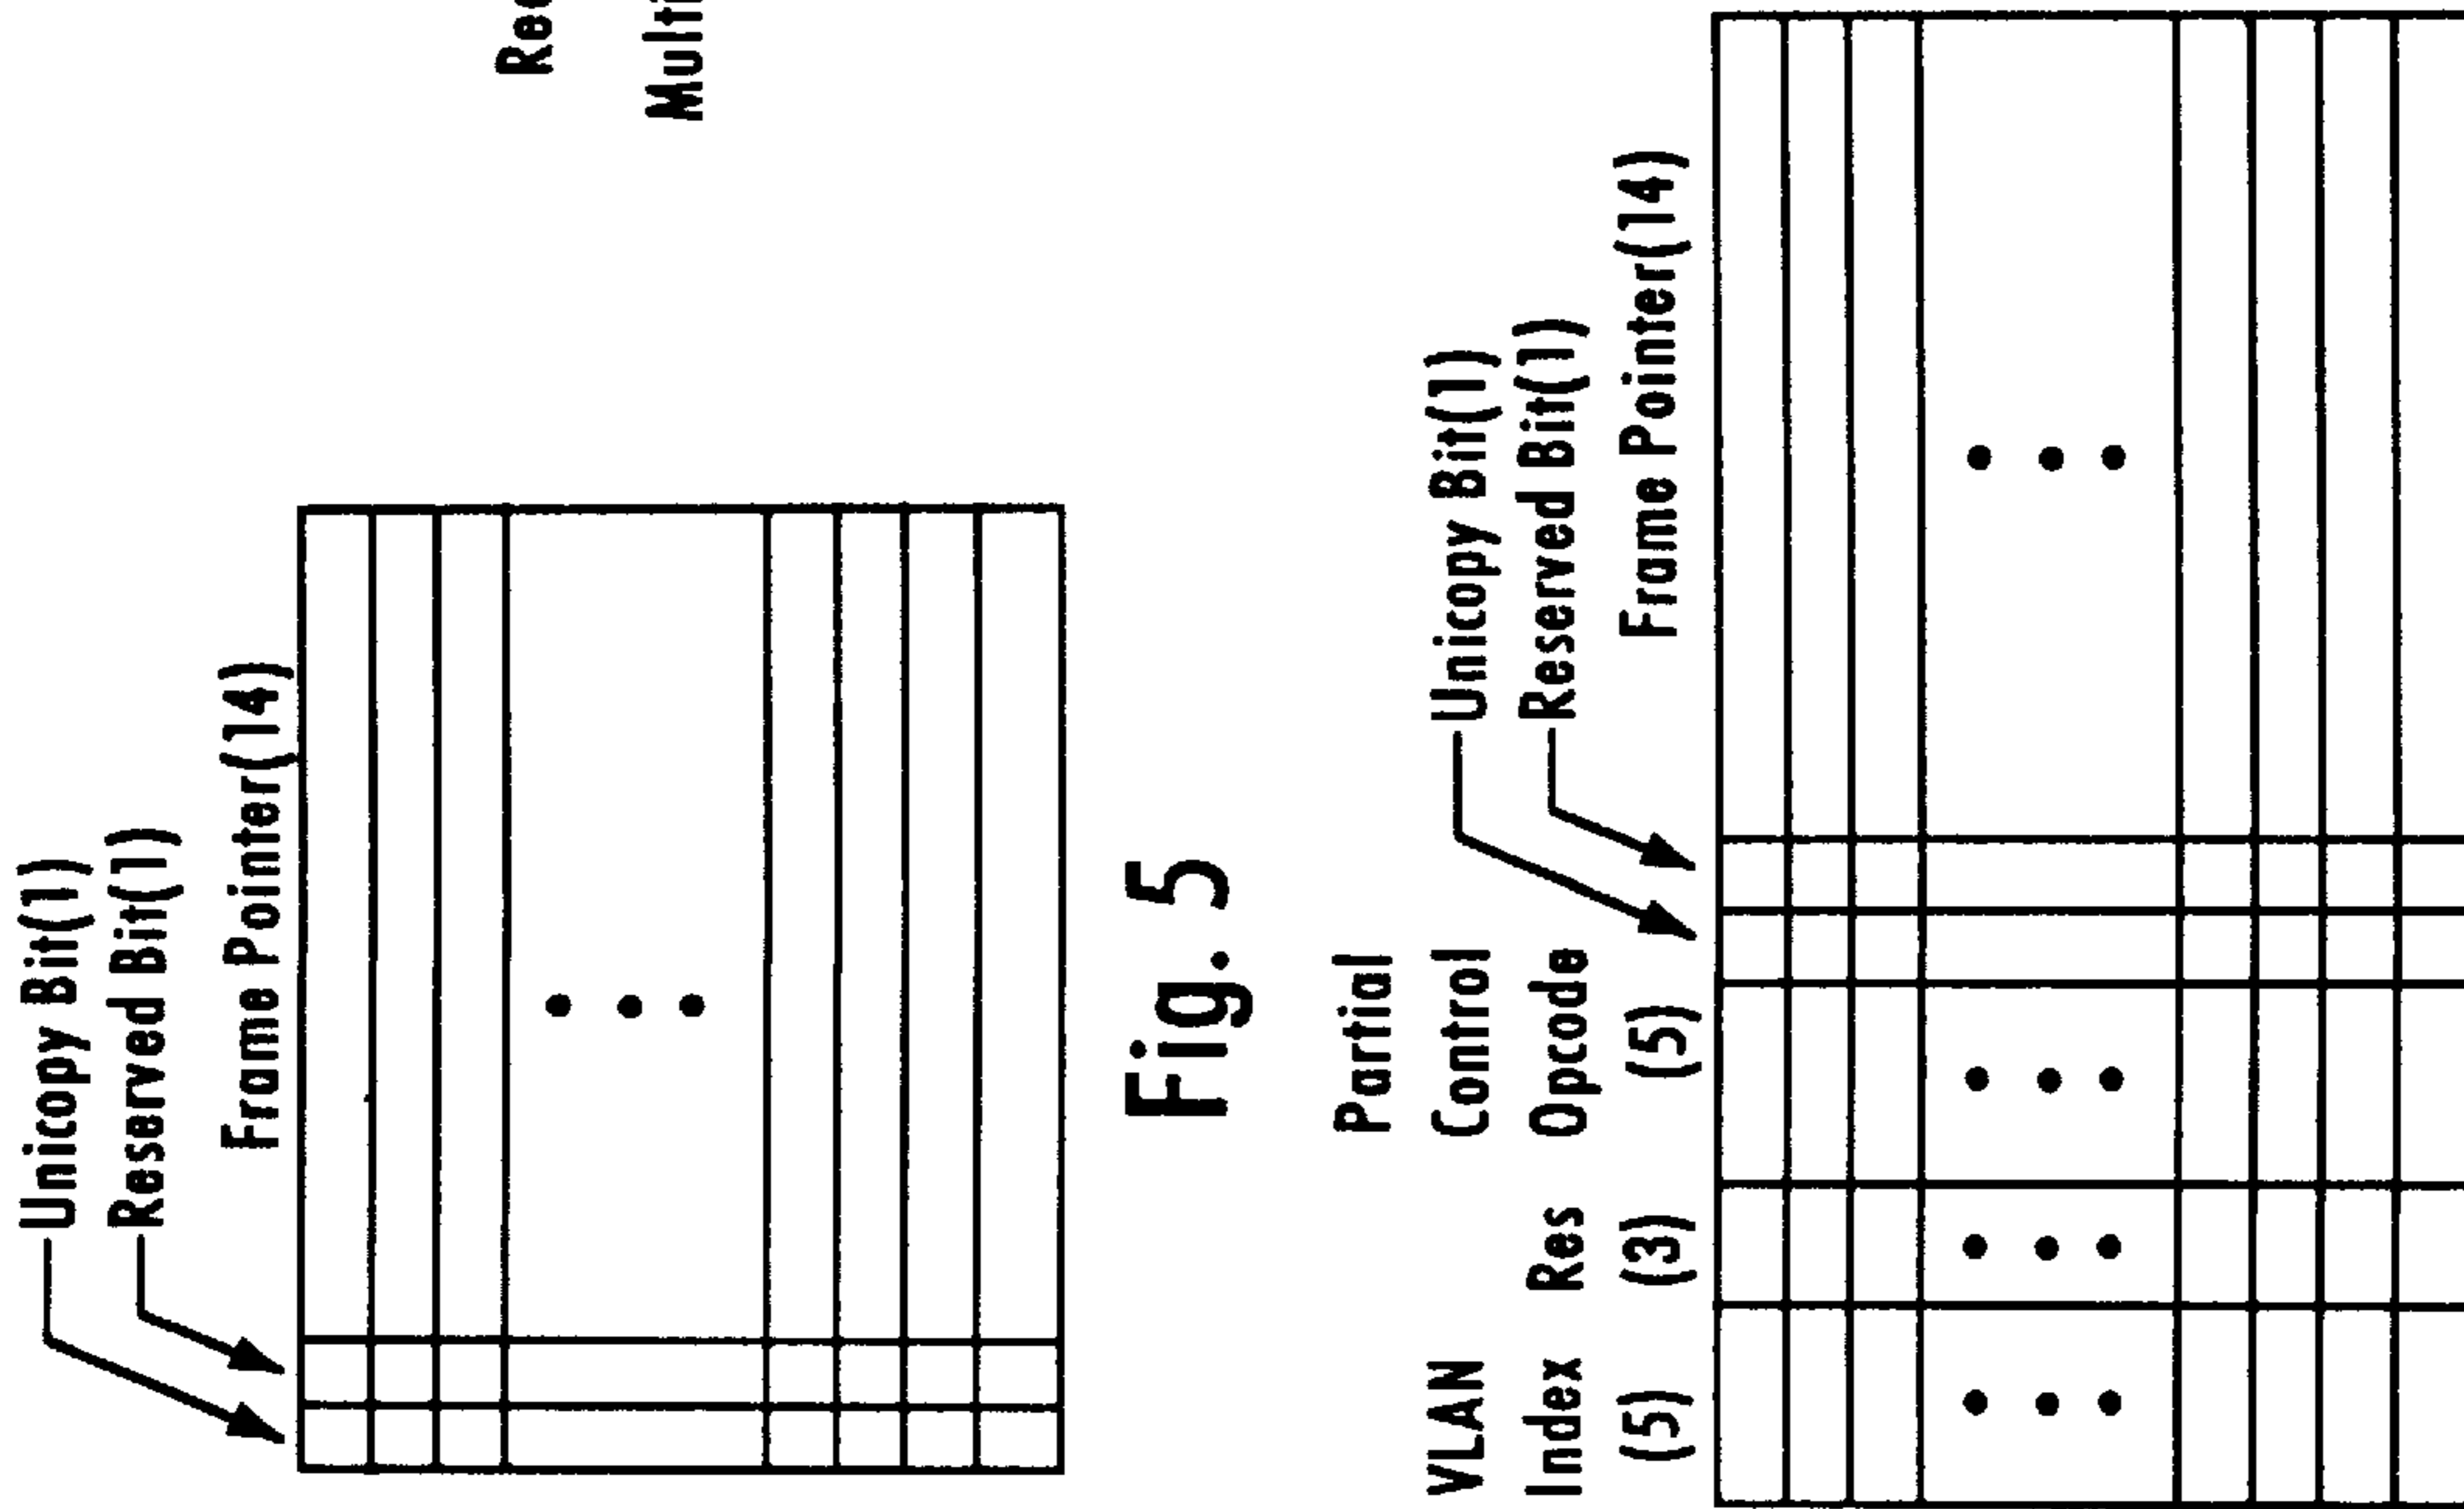 Unicopy Bit(1)
Reserved Bit(1)
Frame Pointer(14)
Fig. 5
Partial
Control
VLAN
Unicopy Bit(1)
Index
Res
Opcode
Reserved Bit(1)
(5)
(3)
(5)
Frame Pointer(14)